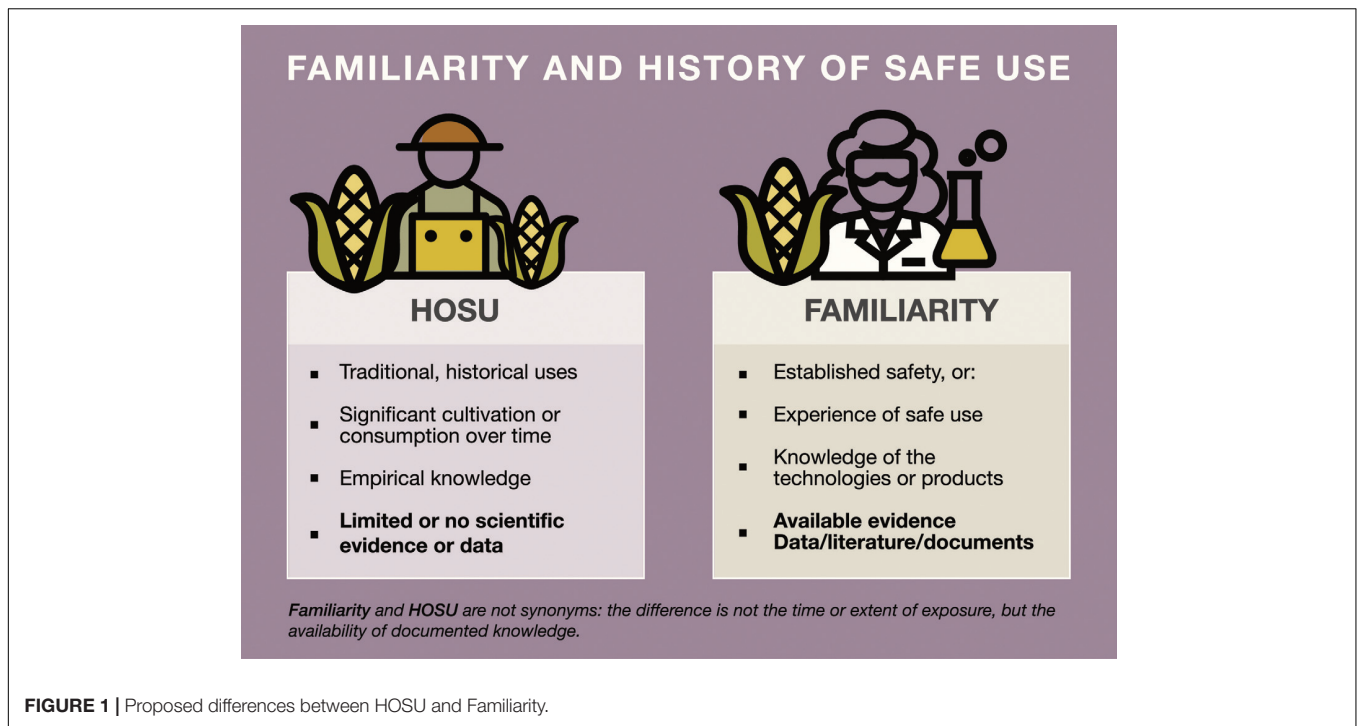 FAMILIARITY AND HISTORY OF SAFE USE
HOSU
▪ Traditional, historical uses
▪ Significant cultivation or
consumption over time
▪ Empirical knowledge
▪ Limited or no scientific
evidence or data
FAMILIARITY
▪ Established safety, or:
▪ Experience of safe use
▪ Knowledge of the
technologies or products
▪ Available evidence
Data/literature/documents
Familiarity and HOSU are not synonyms: the difference is not the time or extent of exposure, but the
availability of documented knowledge.
FIGURE 1 | Proposed differences between HOSU and Familiarity.